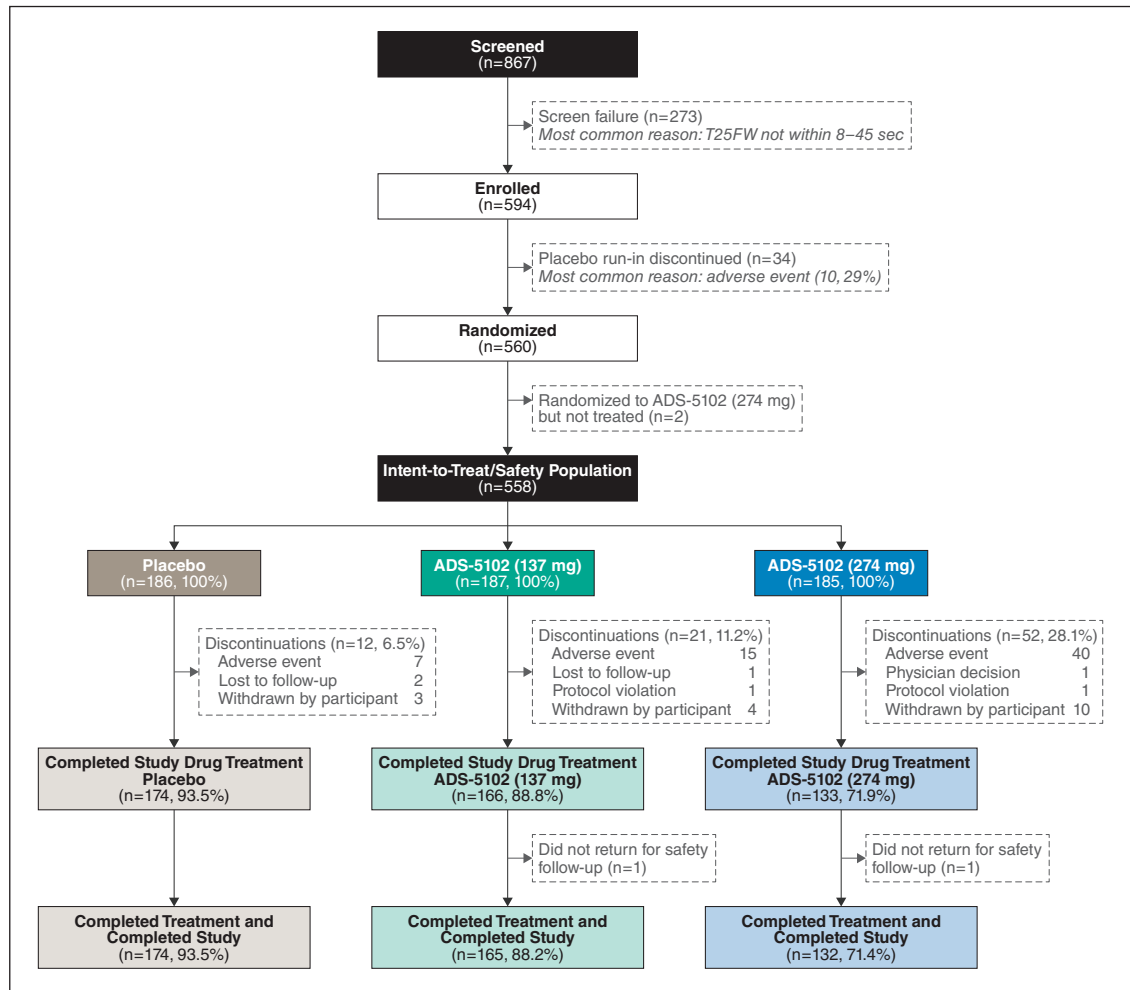 Screened
(n=867)
Screen failure (n=273)
Most common reason: T25FW not within 8–45 sec
Enrolled
(n=594)
Placebo run-in discontinued (n=34)
Most common reason: adverse event (10, 29%)
Randomized
(n=560)
Randomized to ADS-5102 (274 mg)
but not treated (n=2)
Intent-to-Treat/Safety Population
(n=558)
Placebo
(n=186, 100%)
ADS-5102 (137 mg)
(n=187, 100%)
ADS-5102 (274 mg)
(n=185, 100%)
Discontinuations (n=12, 6.5%)
Adverse event 7
Lost to follow-up 2
Withdrawn by participant 3
Discontinuations (n=21, 11.2%)
Adverse event 15
Lost to follow-up 1
Protocol violation 1
Withdrawn by participant 4
Discontinuations (n=52, 28.1%)
Adverse event 40
Physician decision 1
Protocol violation 1
Withdrawn by participant 10
Completed Study Drug Treatment
Placebo
(n=174, 93.5%)
Completed Study Drug Treatment
ADS-5102 (137 mg)
(n=166, 88.8%)
Completed Study Drug Treatment
ADS-5102 (274 mg)
(n=133, 71.9%)
Did not return for safety
follow-up (n=1)
Did not return for safety
follow-up (n=1)
Completed Treatment and
Completed Study
(n=174, 93.5%)
Completed Treatment and
Completed Study
(n=165, 88.2%)
Completed Treatment and
Completed Study
(n=132, 71.4%)